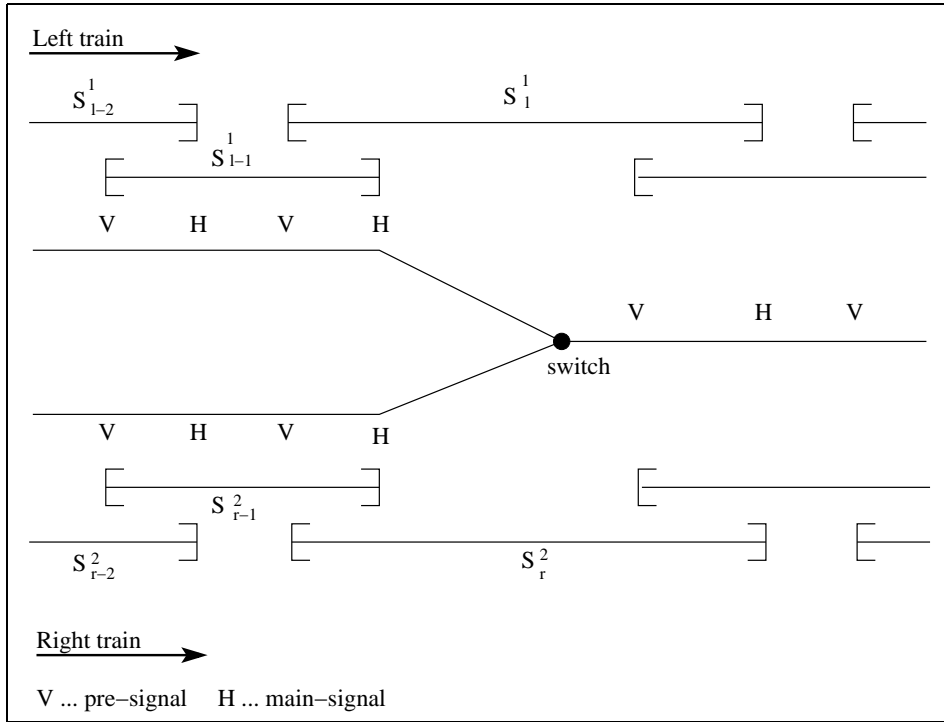 Left train
S 1 l−2
S 1 l
S 1 l−1
V H V H
V H V
switch
V H V H
S 2 r−1
S 2 r−2
S 2 r
Right train
V ... pre−signal H ... main−signal